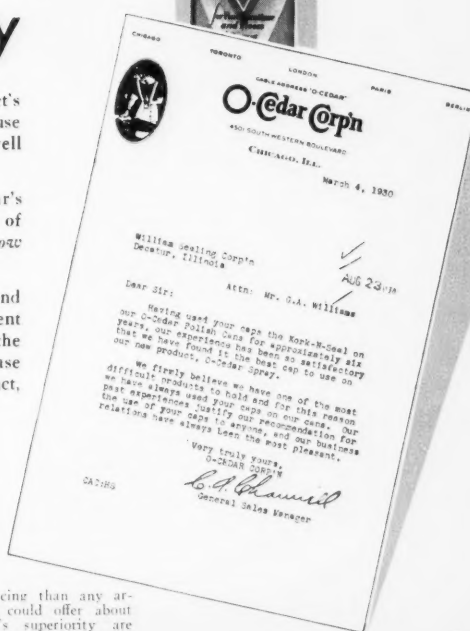 y
t's
use
ell
r's
of
now
nd
ent
the
ase
ct,
CHICAGO TORONTO LONDON PARIS BERLIN
CABLE ADDRESS "O-CEDAR"
O-Cedar Corp'n
4501 SOUTH WESTERN BOULEVARD
CHICAGO, ILL.
March 4, 1930
William Sealing Corp'n
Decatur, Illinois
AUG 23
Attn: Mr. G.A. Williams
Dear Sir:
Having used your caps the Kork-N-Seal on
our O-Cedar Polish Cans for approximately six
years, our experience has been so satisfactory
that we have found it the best cap to use on
our new product, O-Cedar Spray.
We firmly believe we have one of the most
difficult products to hold and for this reason
we have always used your caps on our cans. Our
past experiences justify our recommendation for
the use of your caps to anyone, and our business
relations have always been the most pleasant.
Very truly yours,
O-CEDAR CORP'N
General Sales Manager
CAC:HS
cing than any ar-
could offer about
's superiority are